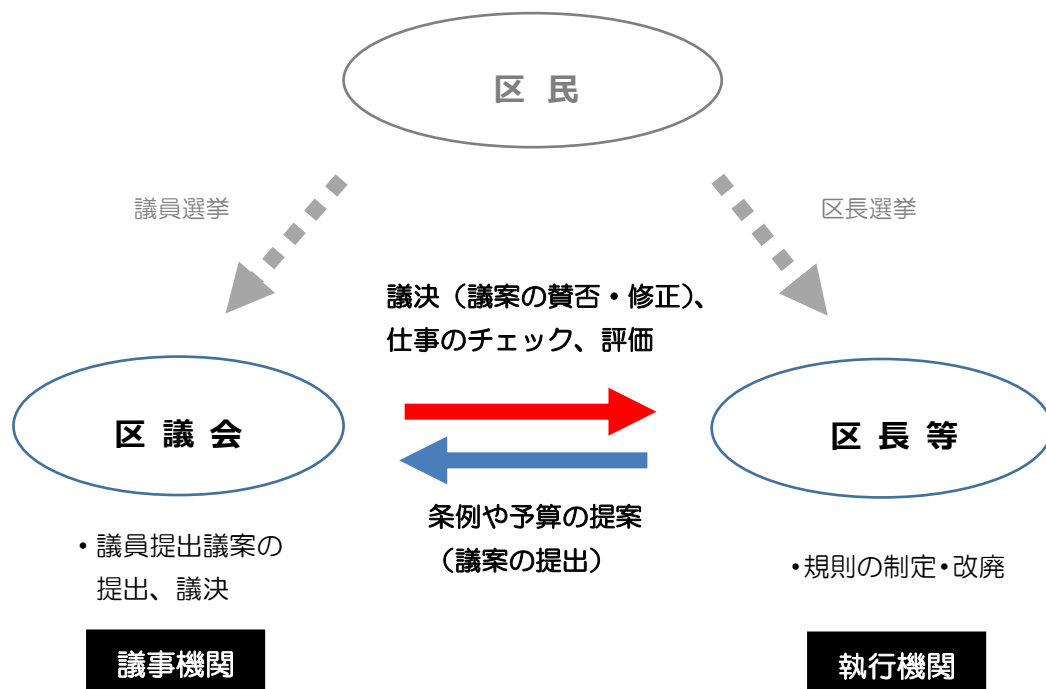 区 民
議員選挙
区長選挙
議決（議案の賛否・修正）、
仕事のチェック、評価
区 議 会
区 長 等
条例や予算の提案
（議案の提出）
・議員提出議案の
提出、議決
・規則の制定・改廃
議事機関
執行機関